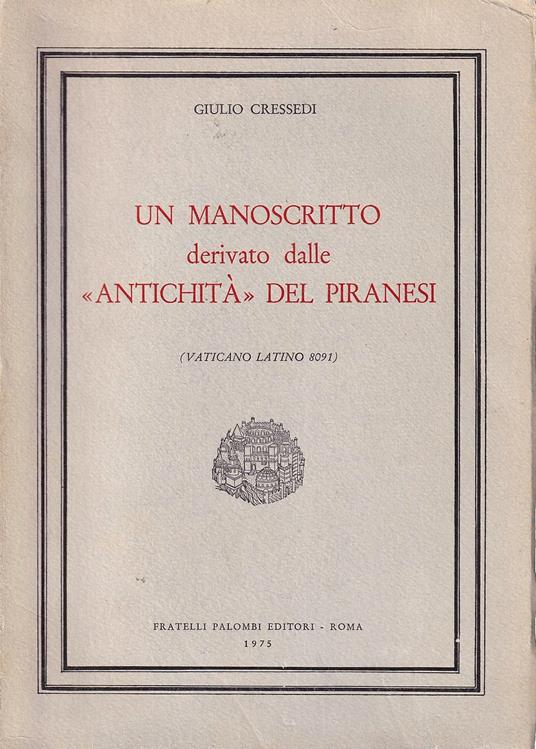 GIULIO CRESSEDI
UN MANOSCRITTO
derivato dalle
«ANTICHITÀ» DEL PIRANESI
(VATICANO LATINO 8091)
FRATELLI PALOMBI EDITORI - ROMA
1975